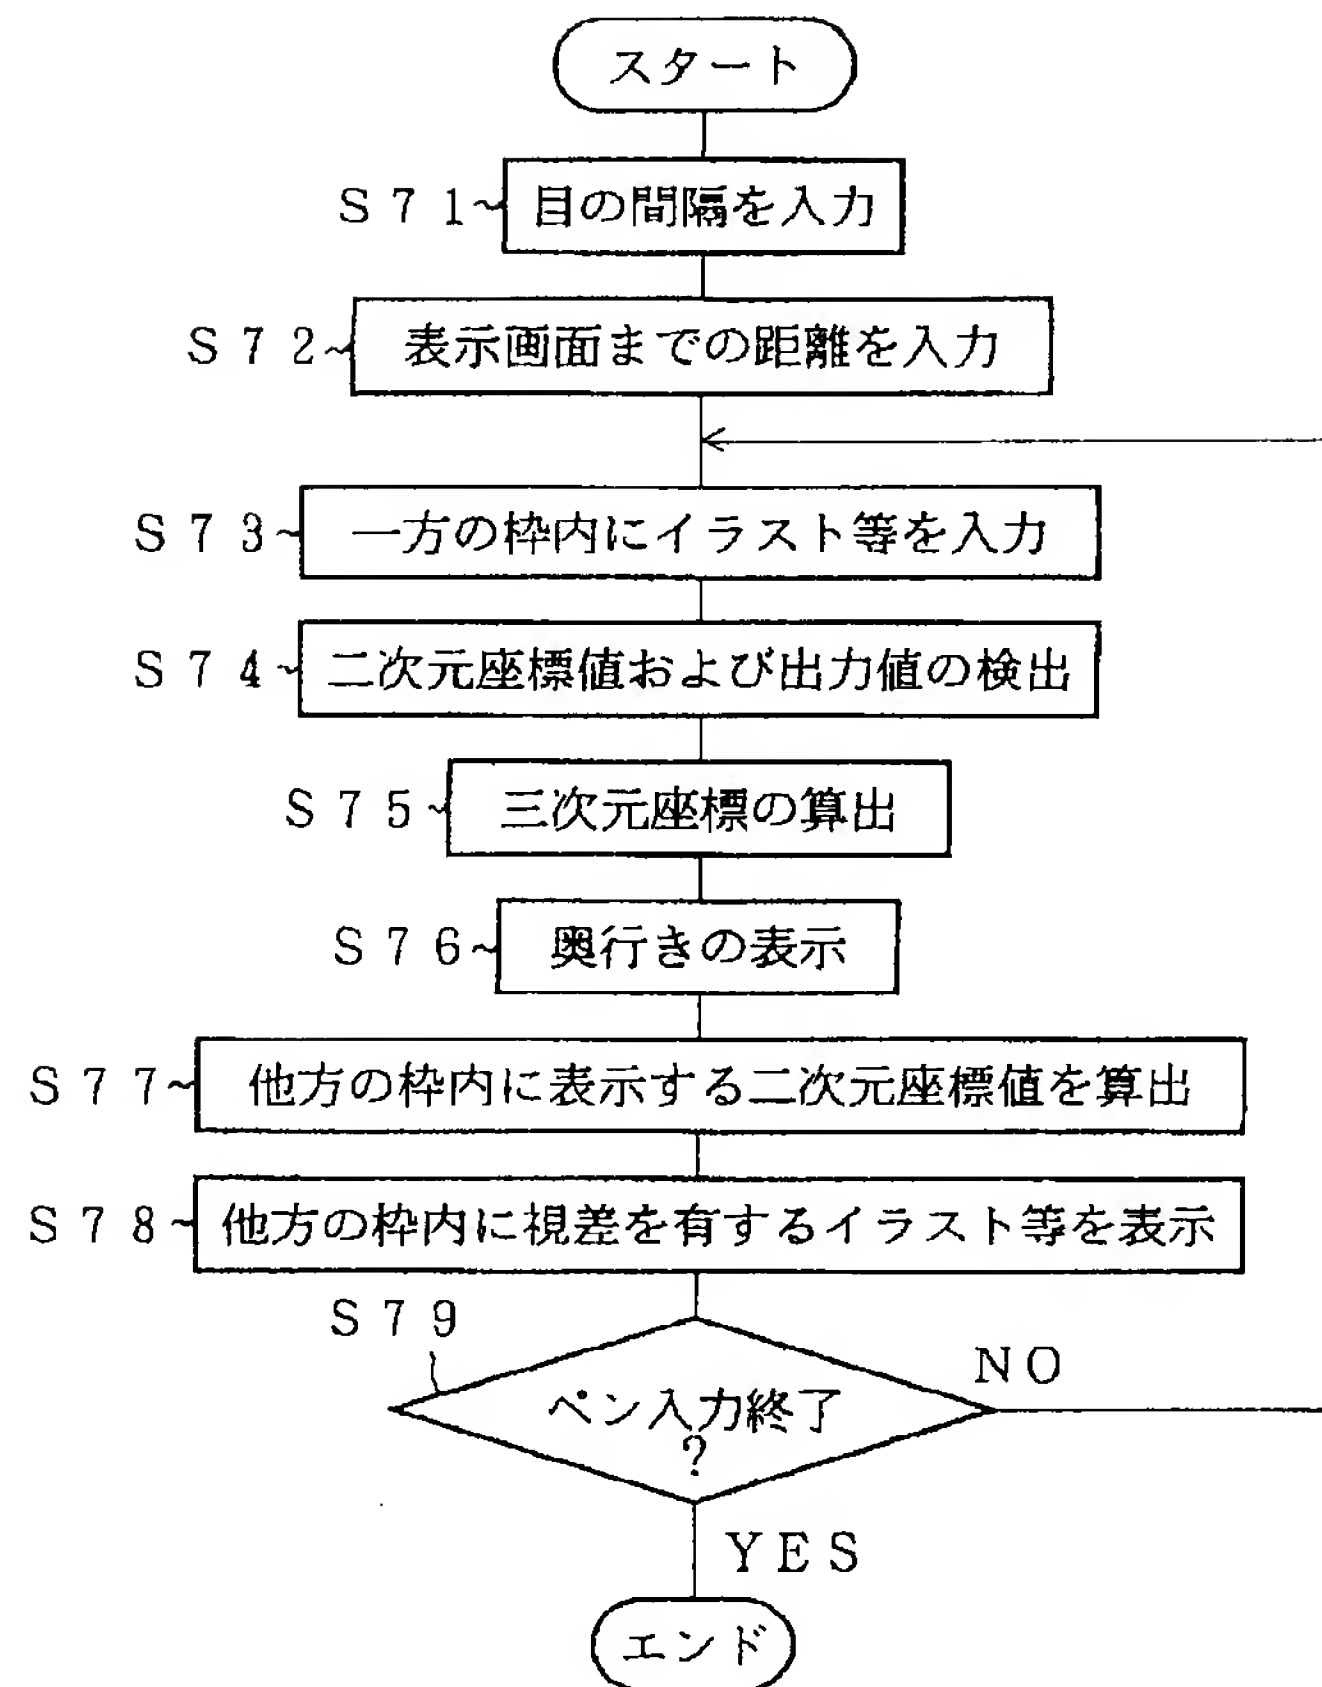 スタート
S71 目の間隔を入力
S72 表示画面までの距離を入力
S73 一方の枠内にイラスト等を入力
S74 二次元座標値および出力値の検出
S75 三次元座標の算出
S76 奥行きの表示
S77 他方の枠内に表示する二次元座標値を算出
S78 他方の枠内に視差を有するイラスト等を表示
S79
NO
ペン入力終了
?
YES
エンド